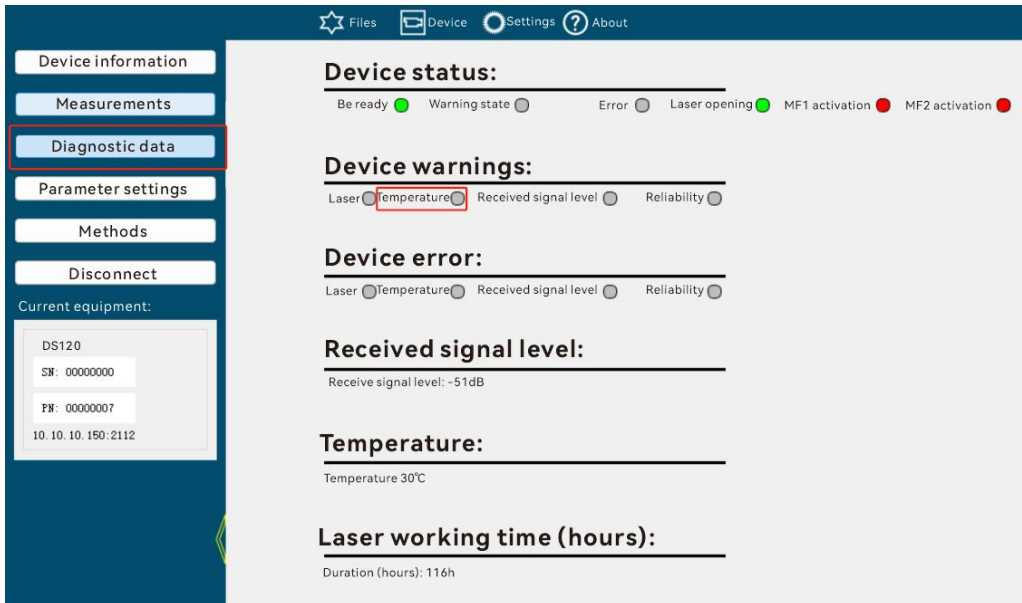 Files Device Settings About
Device information
Measurements
Diagnostic data
Parameter settings
Methods
Disconnect
Current equipment:
DS120
SN: 00000000
PN: 00000007
10.10.10.150:2112
Device status:
Be ready Warning state Error Laser opening MF1 activation MF2 activation
Device warnings:
Laser Temperature Received signal level Reliability
Device error:
Laser Temperature Received signal level Reliability
Received signal level:
Receive signal level: -51dB
Temperature:
Temperature 30℃
Laser working time (hours):
Duration (hours): 116h